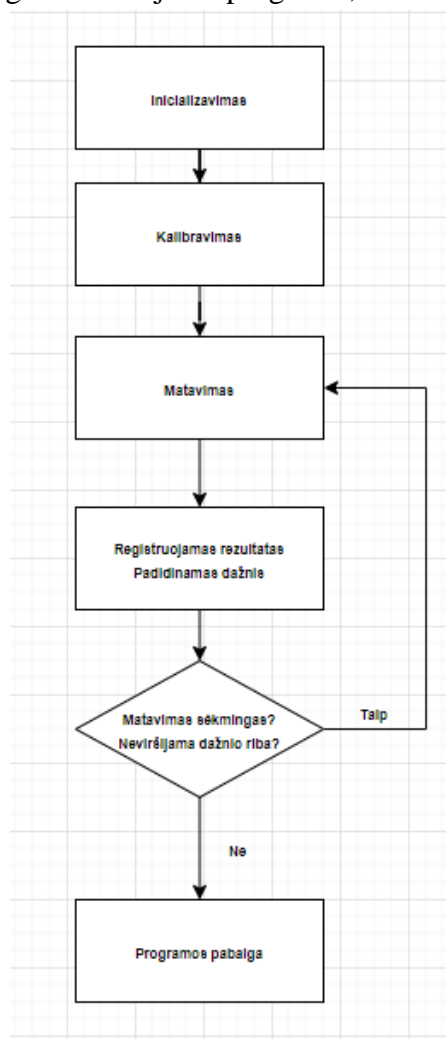 Inicializavimas
Kalibravimas
Matavimas
Registruojamas rezultatas
Padidinamas dažnis
Matavimas sėkmingas?
Neviršijama dažnio riba?
Taip
Ne
Programos pabaiga